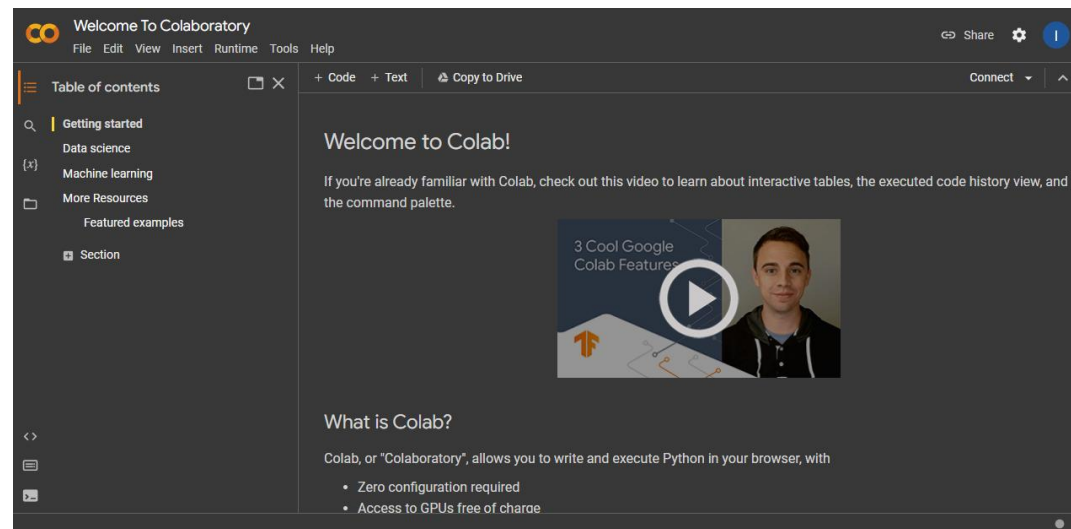 Welcome To Colaboratory
File Edit View Insert Runtime Tools Help
Share
I
Table of contents
+ Code + Text Copy to Drive
Connect
Getting started
Data science
Machine learning
More Resources
Featured examples
Section
{x}
Welcome to Colab!
If you're already familiar with Colab, check out this video to learn about interactive tables, the executed code history view, and
the command palette.
3 Cool Google
Colab Features
What is Colab?
Colab, or "Colaboratory", allows you to write and execute Python in your browser, with
• Zero configuration required
• Access to GPUs free of charge